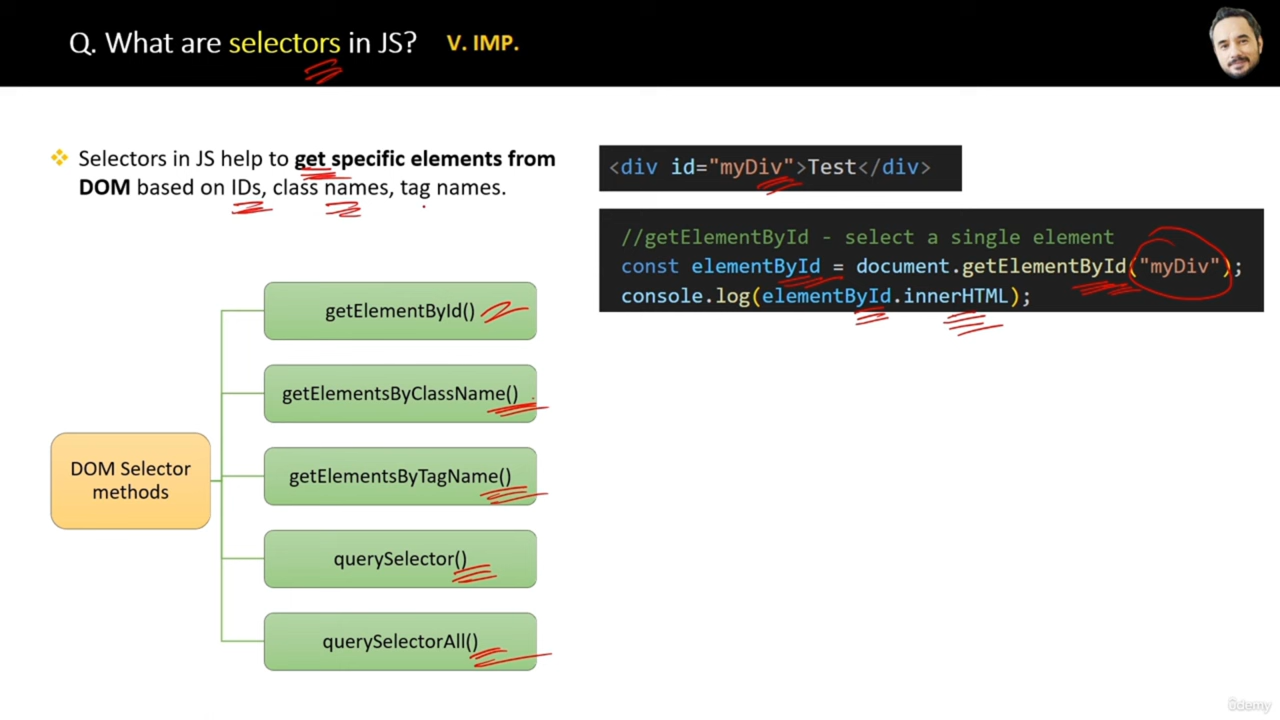 Q. What are selectors in JS? V. IMP.
Selectors in JS help to get specific elements from
DOM based on IDs, class names, tag names.
<div id="myDiv">Test</div>
//getElementById - select a single element
const elementById = document.getElementById("myDiv");
console.log(elementById.innerHTML);
DOM Selector
methods
getElementById()
getElementsByClassName()
getElementsByTagName()
querySelector()
querySelectorAll()
ûdemy